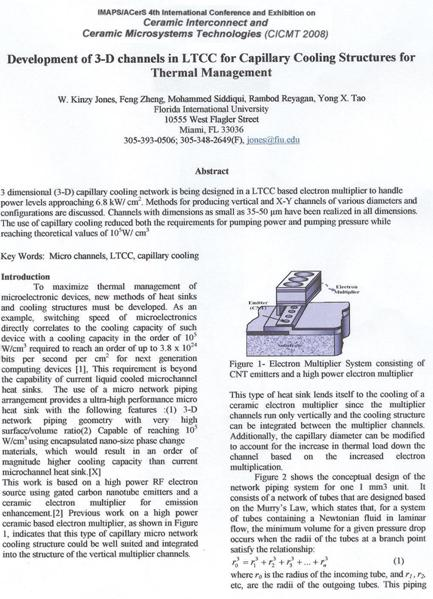 IMAPS/ACerS 4th International Conference and Exhibition on
Ceramic Interconnect and
Ceramic Microsystems Technologies (CICMT 2008)
Development of 3-D channels in LTCC for Capillary Cooling Structures for
Thermal Management
W. Kinzy Jones, Feng Zheng, Mohammed Siddiqui, Rambod Reyagan, Yong X. Tao
Florida International University
10555 West Flagler Street
Miami, FL 33036
305-393-0506; 305-348-2649(F), jones@fiu.edu
Abstract
3 dimensional (3-D) capillary cooling network is being designed in a LTCC based electron multiplier to handle
power levels approaching 6.8 kW/ cm². Methods for producing vertical and X-Y channels of various diameters and
configurations are discussed. Channels with dimensions as small as 35-50 μm have been realized in all dimensions.
The use of capillary cooling reduced both the requirements for pumping power and pumping pressure while
reaching theoretical values of 10⁵W/ cm³
Key Words: Micro channels, LTCC, capillary cooling
Introduction
To maximize thermal management of
microelectronic devices, new methods of heat sinks
and cooling structures must be developed. As an
example, switching speed of microelectronics
directly correlates to the cooling capacity of such
device with a cooling capacity in the order of 10⁵
W/cm³ required to reach an order of up to 3.8 x 10²⁴
bits per second per cm² for next generation
computing devices [1], This requirement is beyond
the capability of current liquid cooled microchannel
heat sinks. The use of a micro network piping
arrangement provides a ultra-high performance micro
heat sink with the following features :(1) 3-D
network piping geometry with very high
surface/volume ratio(2) Capable of reaching 10⁵
W/cm³ using encapsulated nano-size phase change
materials, which would result in an order of
magnitude higher cooling capacity than current
microchannel heat sink.[X]
This work is based on a high power RF electron
source using gated carbon nanotube emitters and a
ceramic electron multiplier for emission
enhancement.[2] Previous work on a high power
ceramic based electron multiplier, as shown in Figure
1, indicates that this type of capillary micro network
cooling structure could be well suited and integrated
into the structure of the vertical multiplier channels.
Electron
Multiplier
Emitter
(CNT)
Figure 1- Electron Multiplier System consisting of
CNT emitters and a high power electron multiplier
This type of heat sink lends itself to the cooling of a
ceramic electron multiplier since the multiplier
channels run only vertically and the cooling structure
can be integrated between the multiplier channels.
Additionally, the capillary diameter can be modified
to account for the increase in thermal load down the
channel based on the increased electron
multiplication.
Figure 2 shows the conceptual design of the
network piping system for one 1 mm3 unit. It
consists of a network of tubes that are designed based
on the Murry's Law, which states that, for a system
of tubes containing a Newtonian fluid in laminar
flow, the minimum volume for a given pressure drop
occurs when the radii of the tubes at a branch point
satisfy the relationship:
r₀³ = r₁³ + r₂³ + r₃³ + ... + rₙ³ (1)
where r₀ is the radius of the incoming tube, and r₁, r₂,
etc, are the radii of the outgoing tubes. This piping